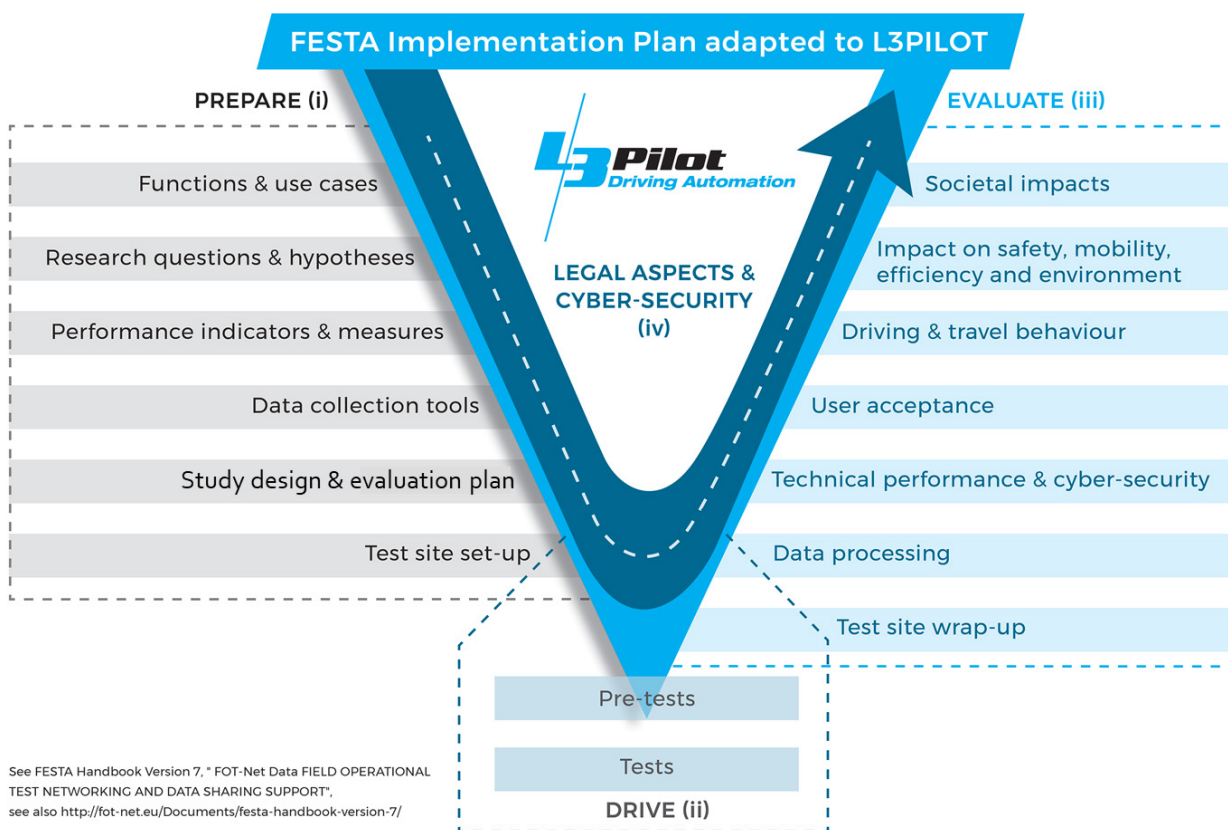 FESTA Implementation Plan adapted to L3PILOT
PREPARE (i)
Functions & use cases
Research questions & hypotheses
Performance indicators & measures
Data collection tools
Study design & evaluation plan
Test site set-up
L3 Pilot
Driving Automation
LEGAL ASPECTS &
CYBER-SECURITY
(iv)
EVALUATE (iii)
Societal impacts
Impact on safety, mobility,
efficiency and environment
Driving & travel behaviour
User acceptance
Technical performance & cyber-security
Data processing
Test site wrap-up
Pre-tests
Tests
DRIVE (ii)
See FESTA Handbook Version 7, " FOT-Net Data FIELD OPERATIONAL
TEST NETWORKING AND DATA SHARING SUPPORT",
see also http://fot-net.eu/Documents/festa-handbook-version-7/